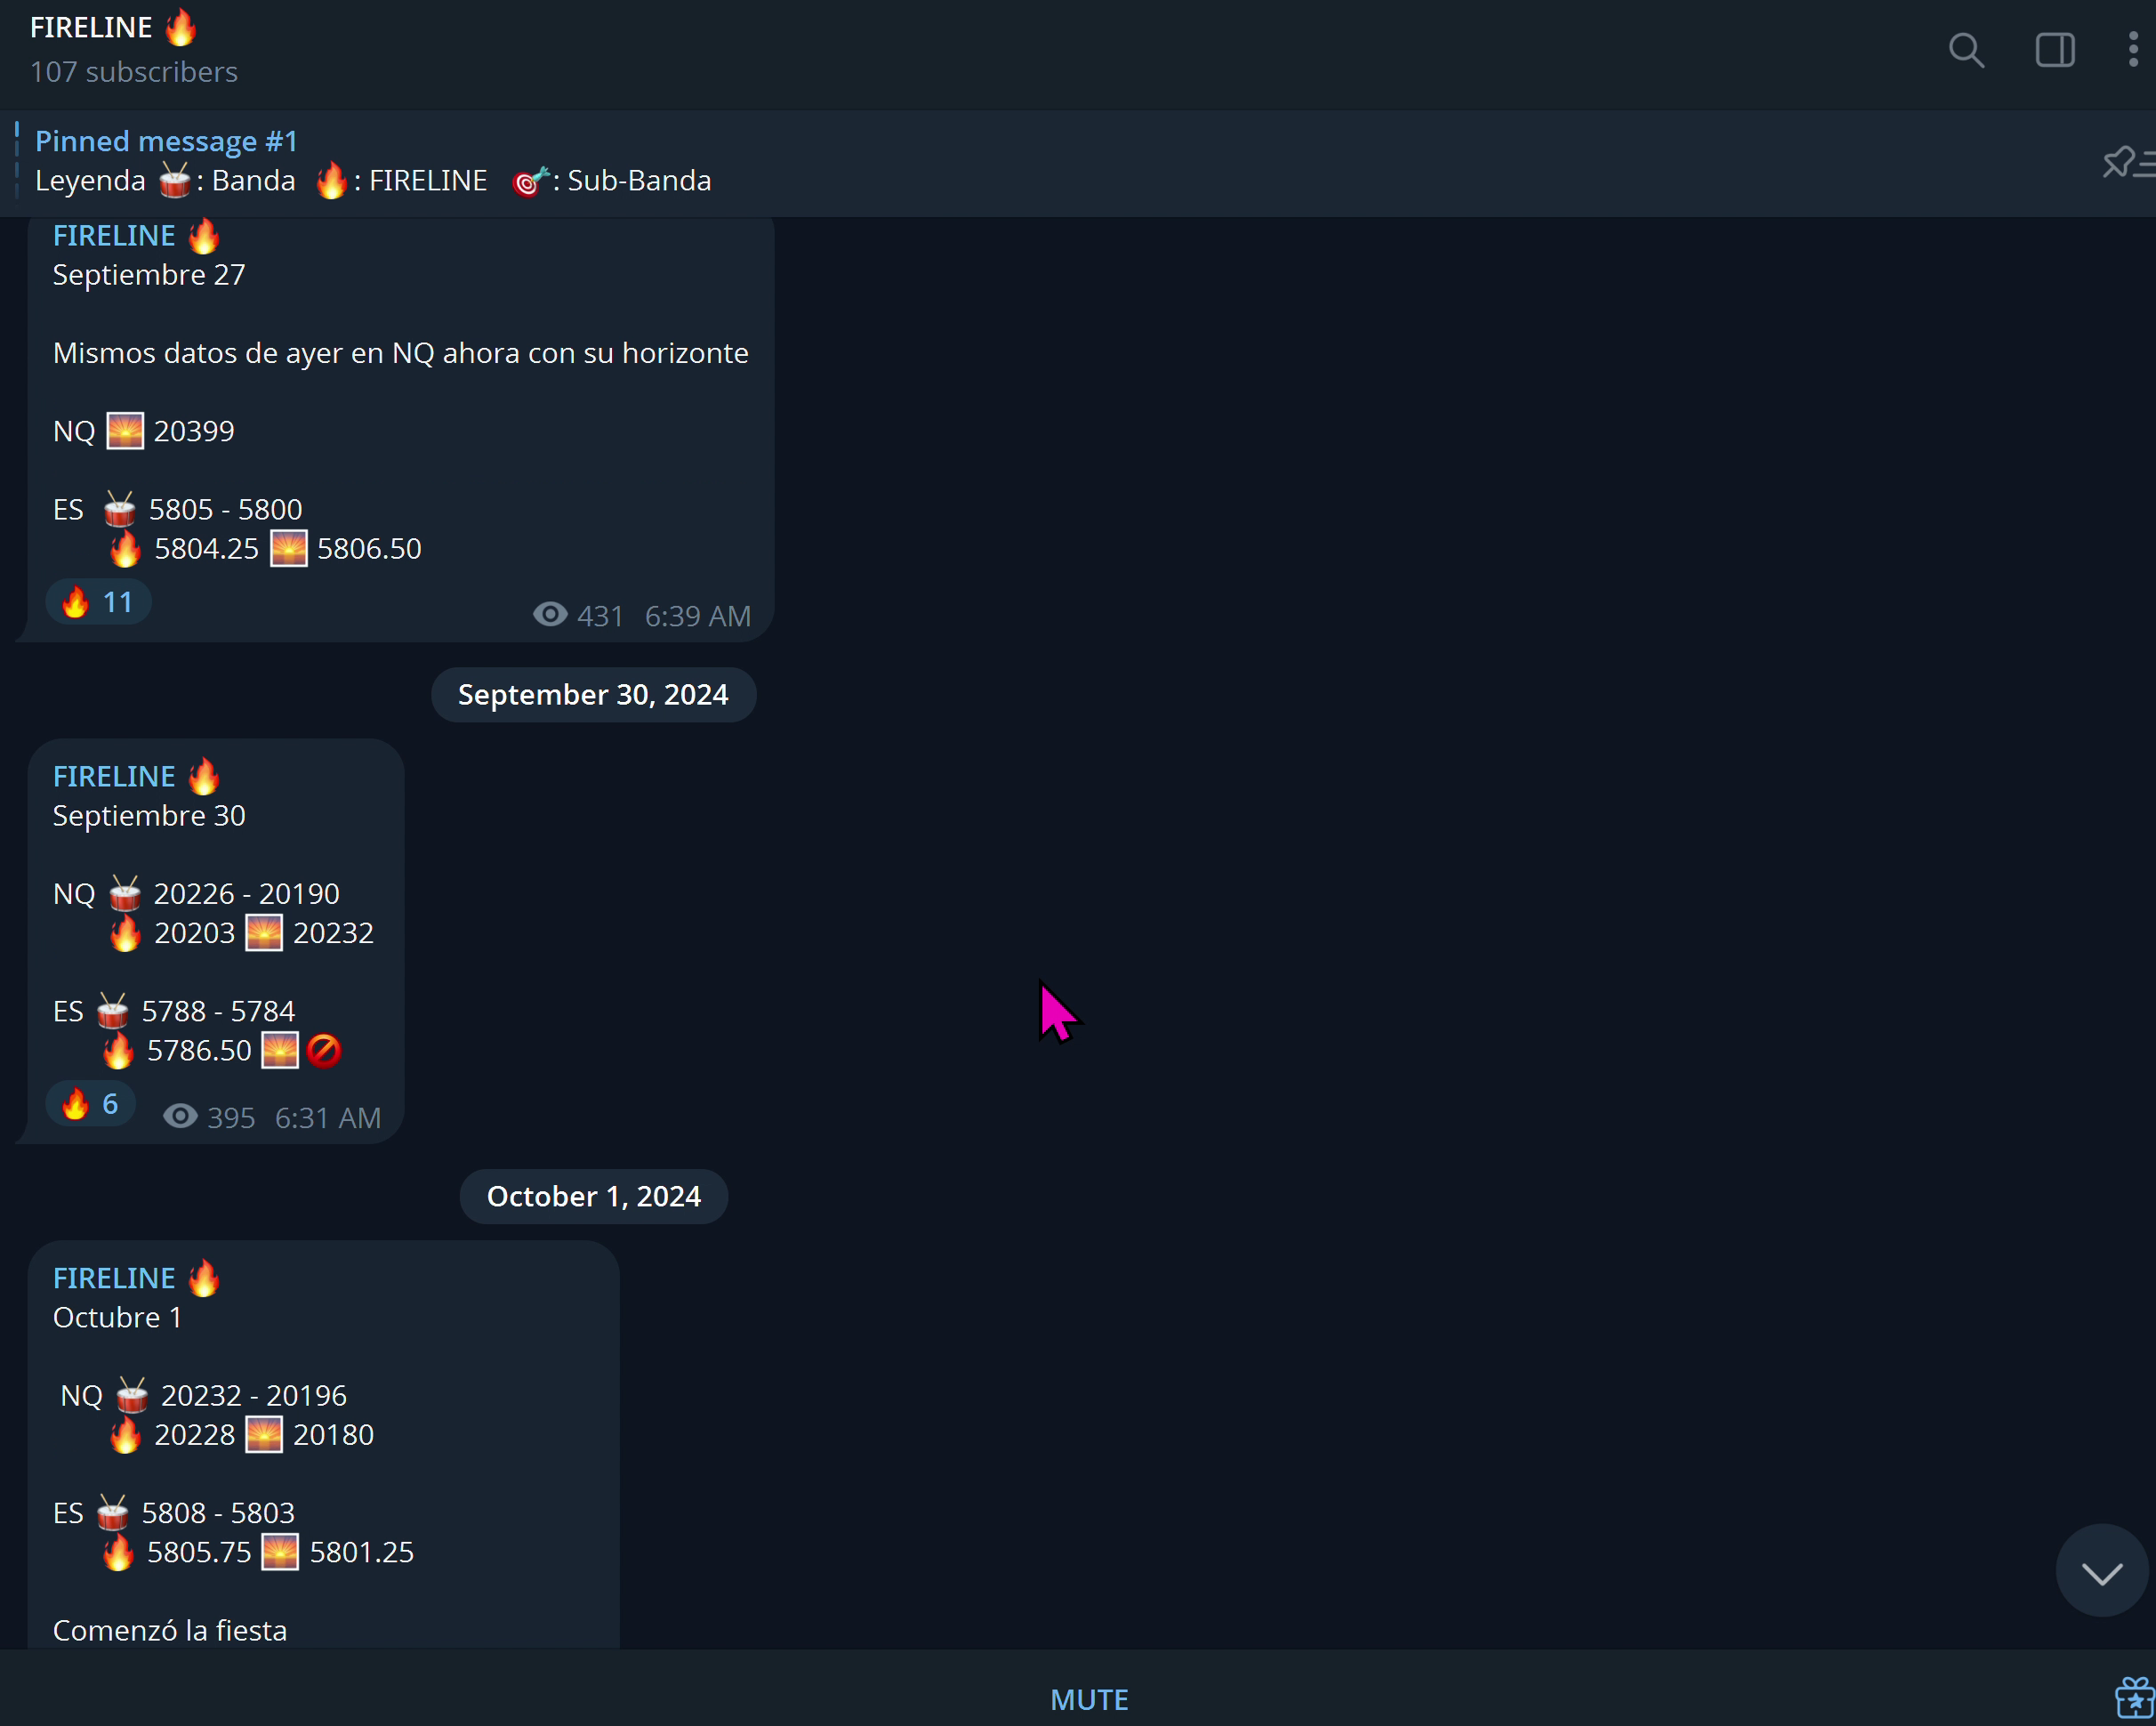 FIRELINE 🔥
107 subscribers
Pinned message #1
Leyenda 🥁: Banda 🔥: FIRELINE 🎯: Sub-Banda
FIRELINE 🔥
Septiembre 27
Mismos datos de ayer en NQ ahora con su horizonte
NQ 🌅 20399
ES 🥁 5805 - 5800
🔥 5804.25 🌅 5806.50
🔥 11
431 6:39 AM
September 30, 2024
FIRELINE 🔥
Septiembre 30
NQ 🥁 20226 - 20190
🔥 20203 🌅 20232
ES 🥁 5788 - 5784
🔥 5786.50 🌅🚫
🔥 6
395 6:31 AM
October 1, 2024
FIRELINE 🔥
Octubre 1
NQ 🥁 20232 - 20196
🔥 20228 🌅 20180
ES 🥁 5808 - 5803
🔥 5805.75 🌅 5801.25
Comenzó la fiesta
MUTE